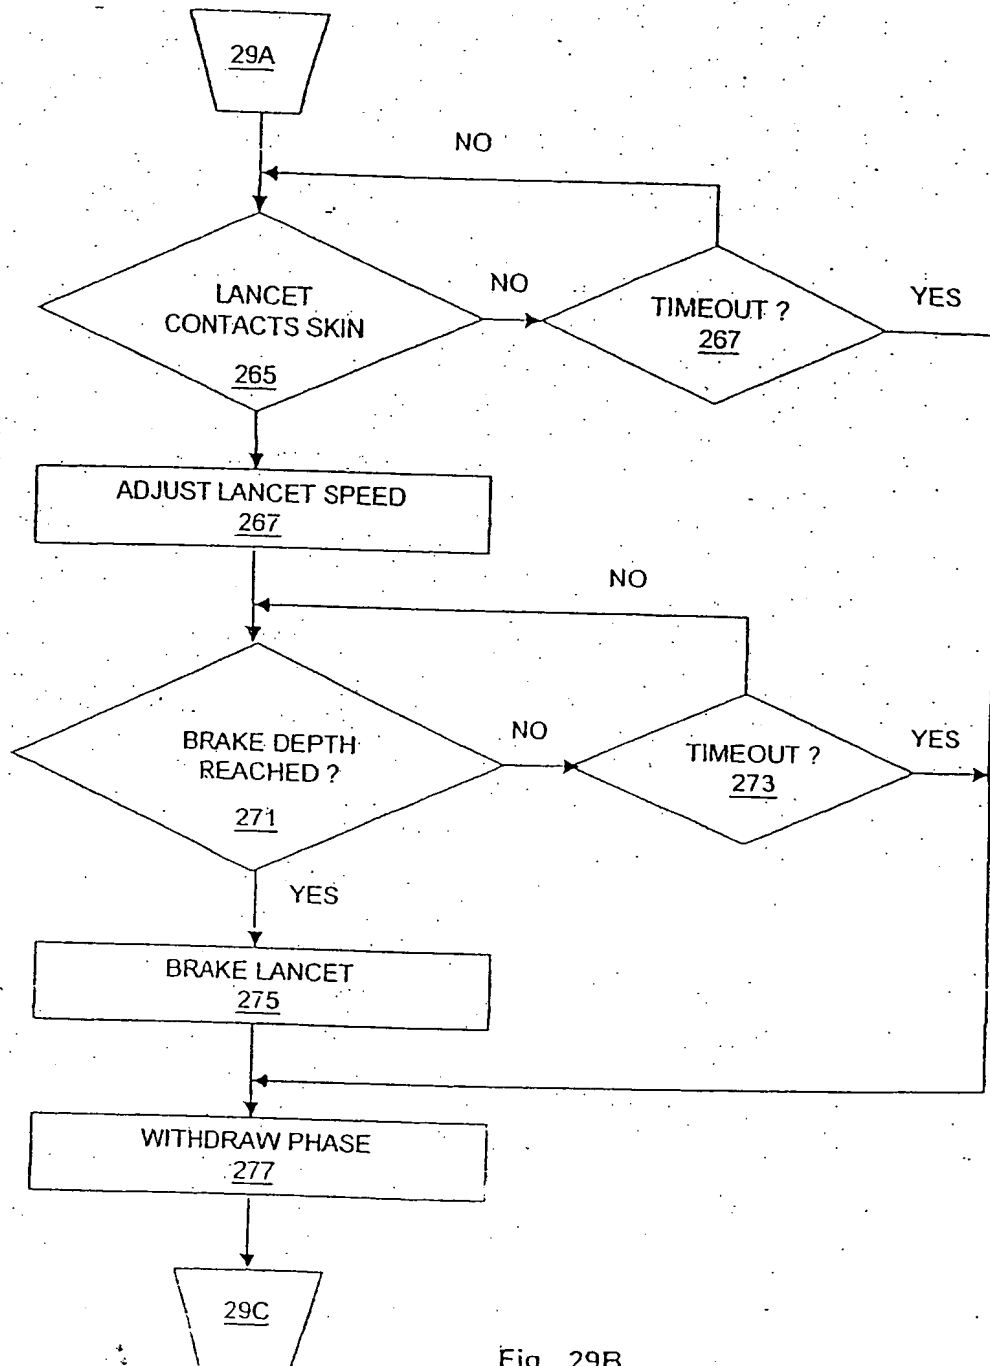 29A
NO
LANCET
CONTACTS SKIN
265
NO
TIMEOUT ?
267
YES
ADJUST LANCET SPEED
267
NO
BRAKE DEPTH
REACHED ?
271
NO
TIMEOUT ?
273
YES
YES
BRAKE LANCET
275
WITHDRAW PHASE
277
29C
Fig. 29B